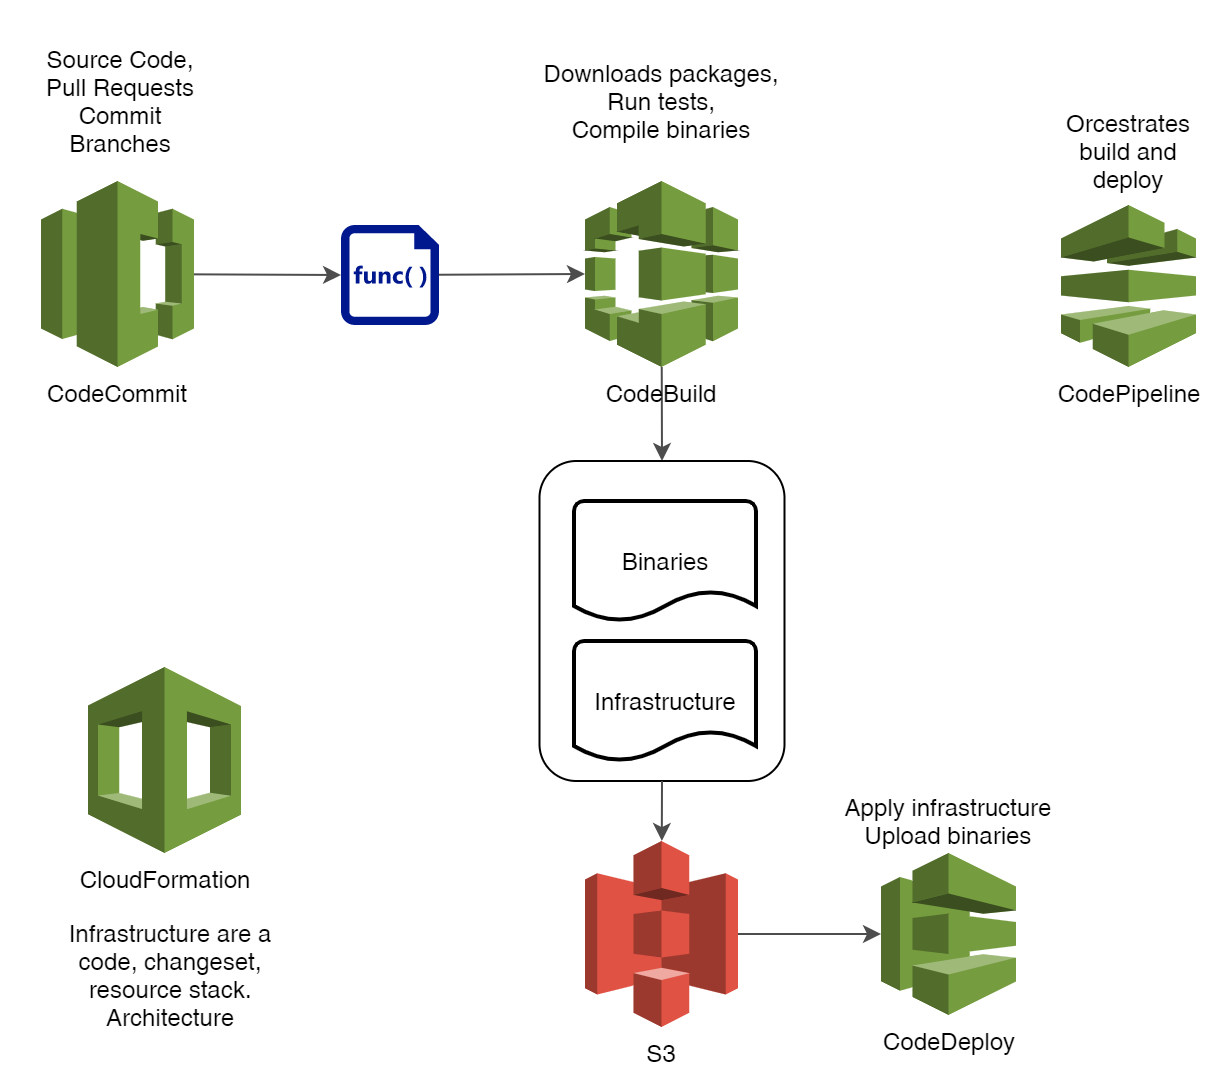 Source Code,
Pull Requests
Commit
Branches
Downloads packages,
Run tests,
Compile binaries
Orcestrates
build and
deploy
func( )
CodeCommit
CodeBuild
CodePipeline
Binaries
Infrastructure
Apply infrastructure
Upload binaries
CloudFormation
Infrastructure are a
code, changeset,
resource stack.
Architecture
S3
CodeDeploy